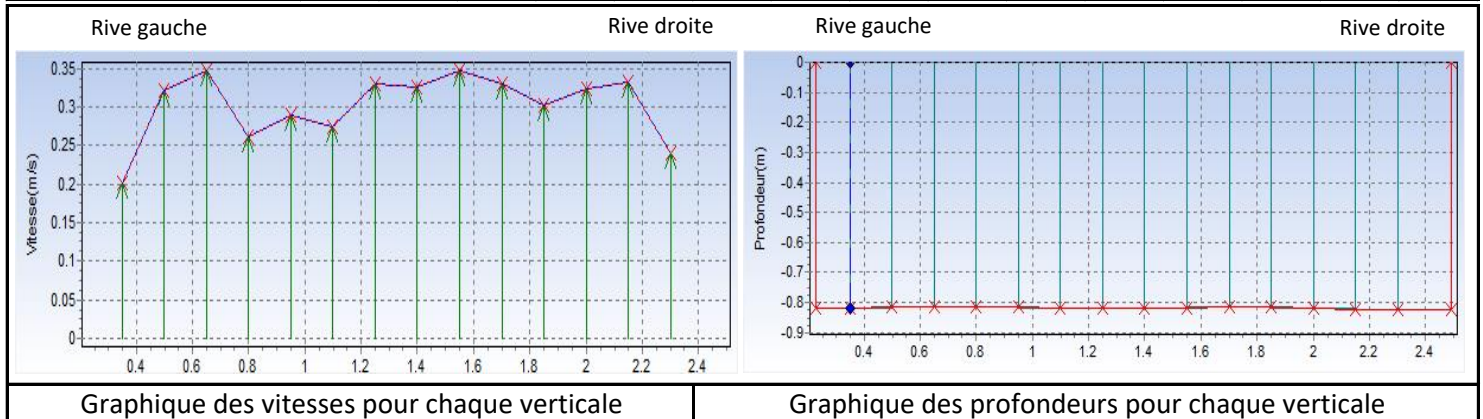 Rive gauche
Rive droite
Rive gauche
Rive droite
Vitesse(m/s)
0.35
0.3
0.25
0.2
0.15
0.1
0.05
0
0.4 0.6 0.8 1 1.2 1.4 1.6 1.8 2 2.2 2.4
Profondeur(m)
0
-0.1
-0.2
-0.3
-0.4
-0.5
-0.6
-0.7
-0.8
-0.9
0.4 0.6 0.8 1 1.2 1.4 1.6 1.8 2 2.2 2.4
Graphique des vitesses pour chaque verticale
Graphique des profondeurs pour chaque verticale